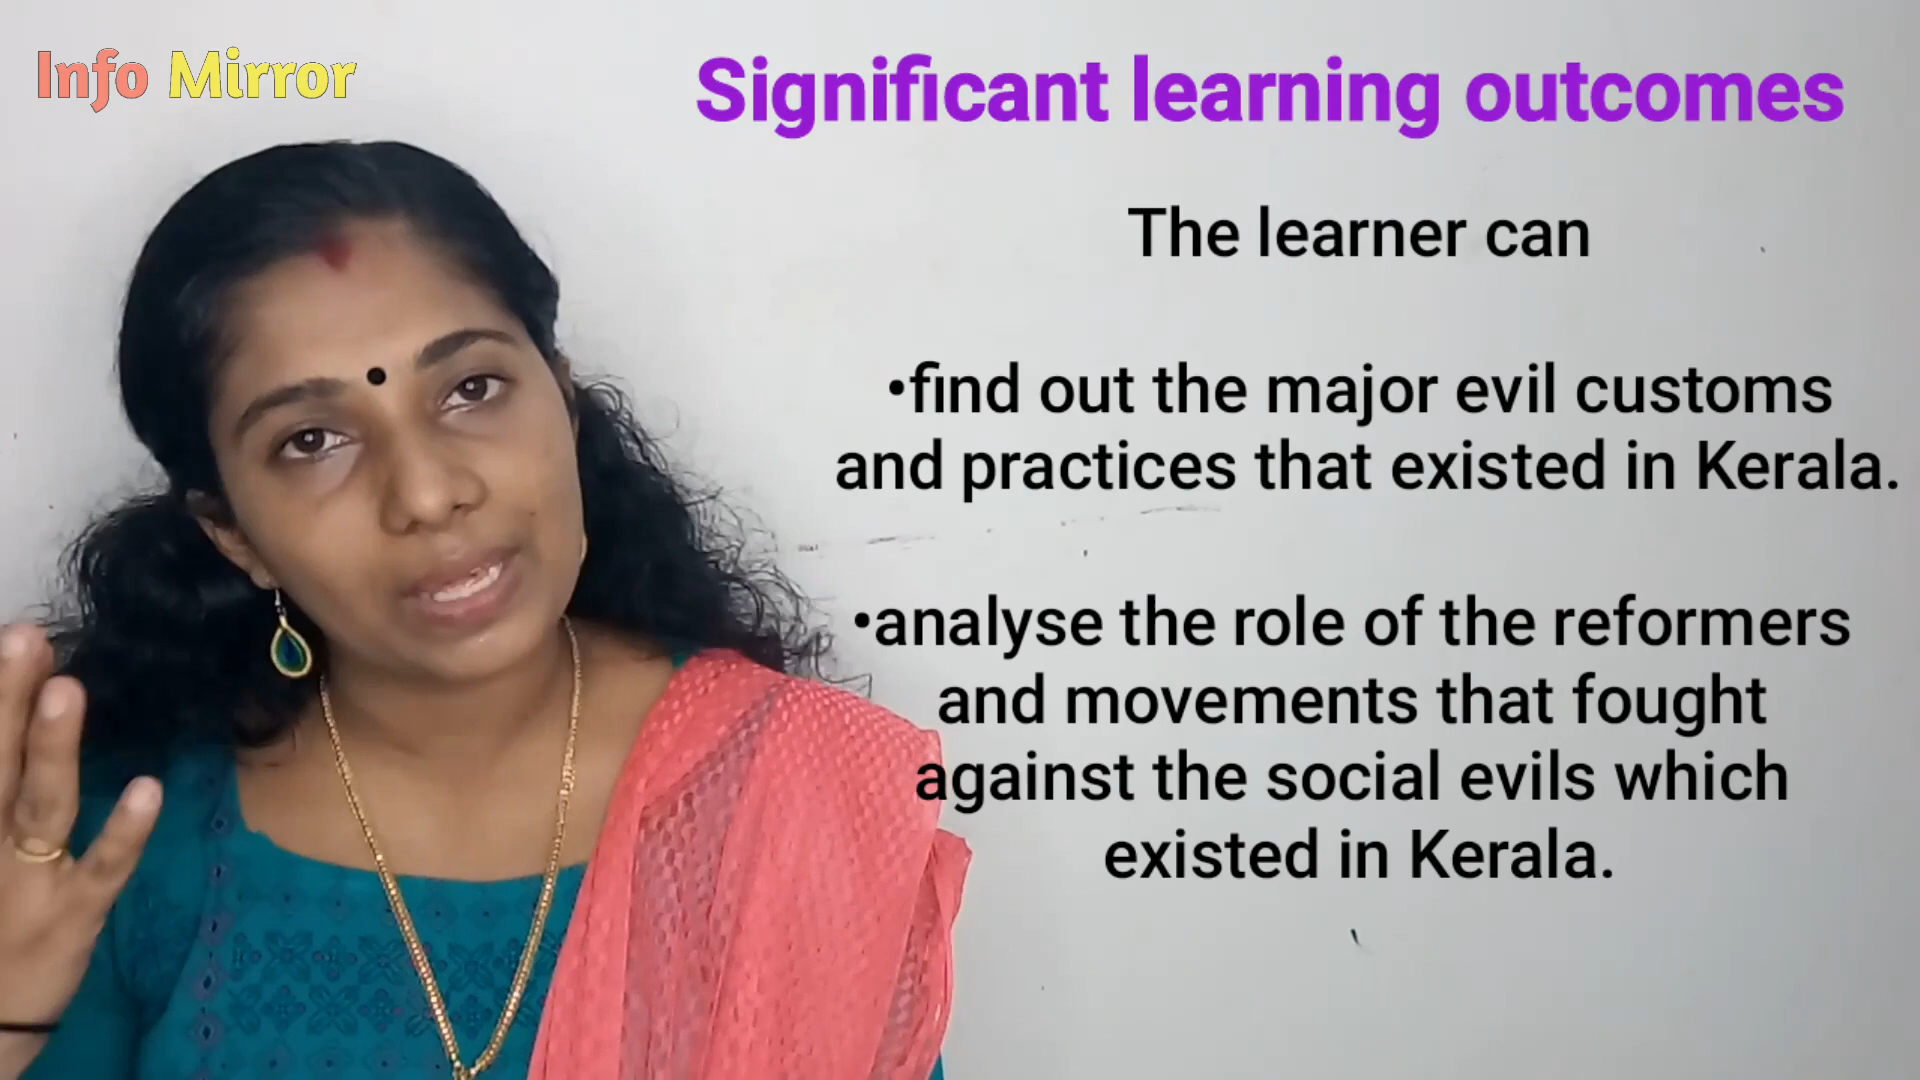 Info Mirror
Significant learning outcomes
The learner can
•find out the major evil customs
and practices that existed in Kerala.
•analyse the role of the reformers
and movements that fought
against the social evils which
existed in Kerala.